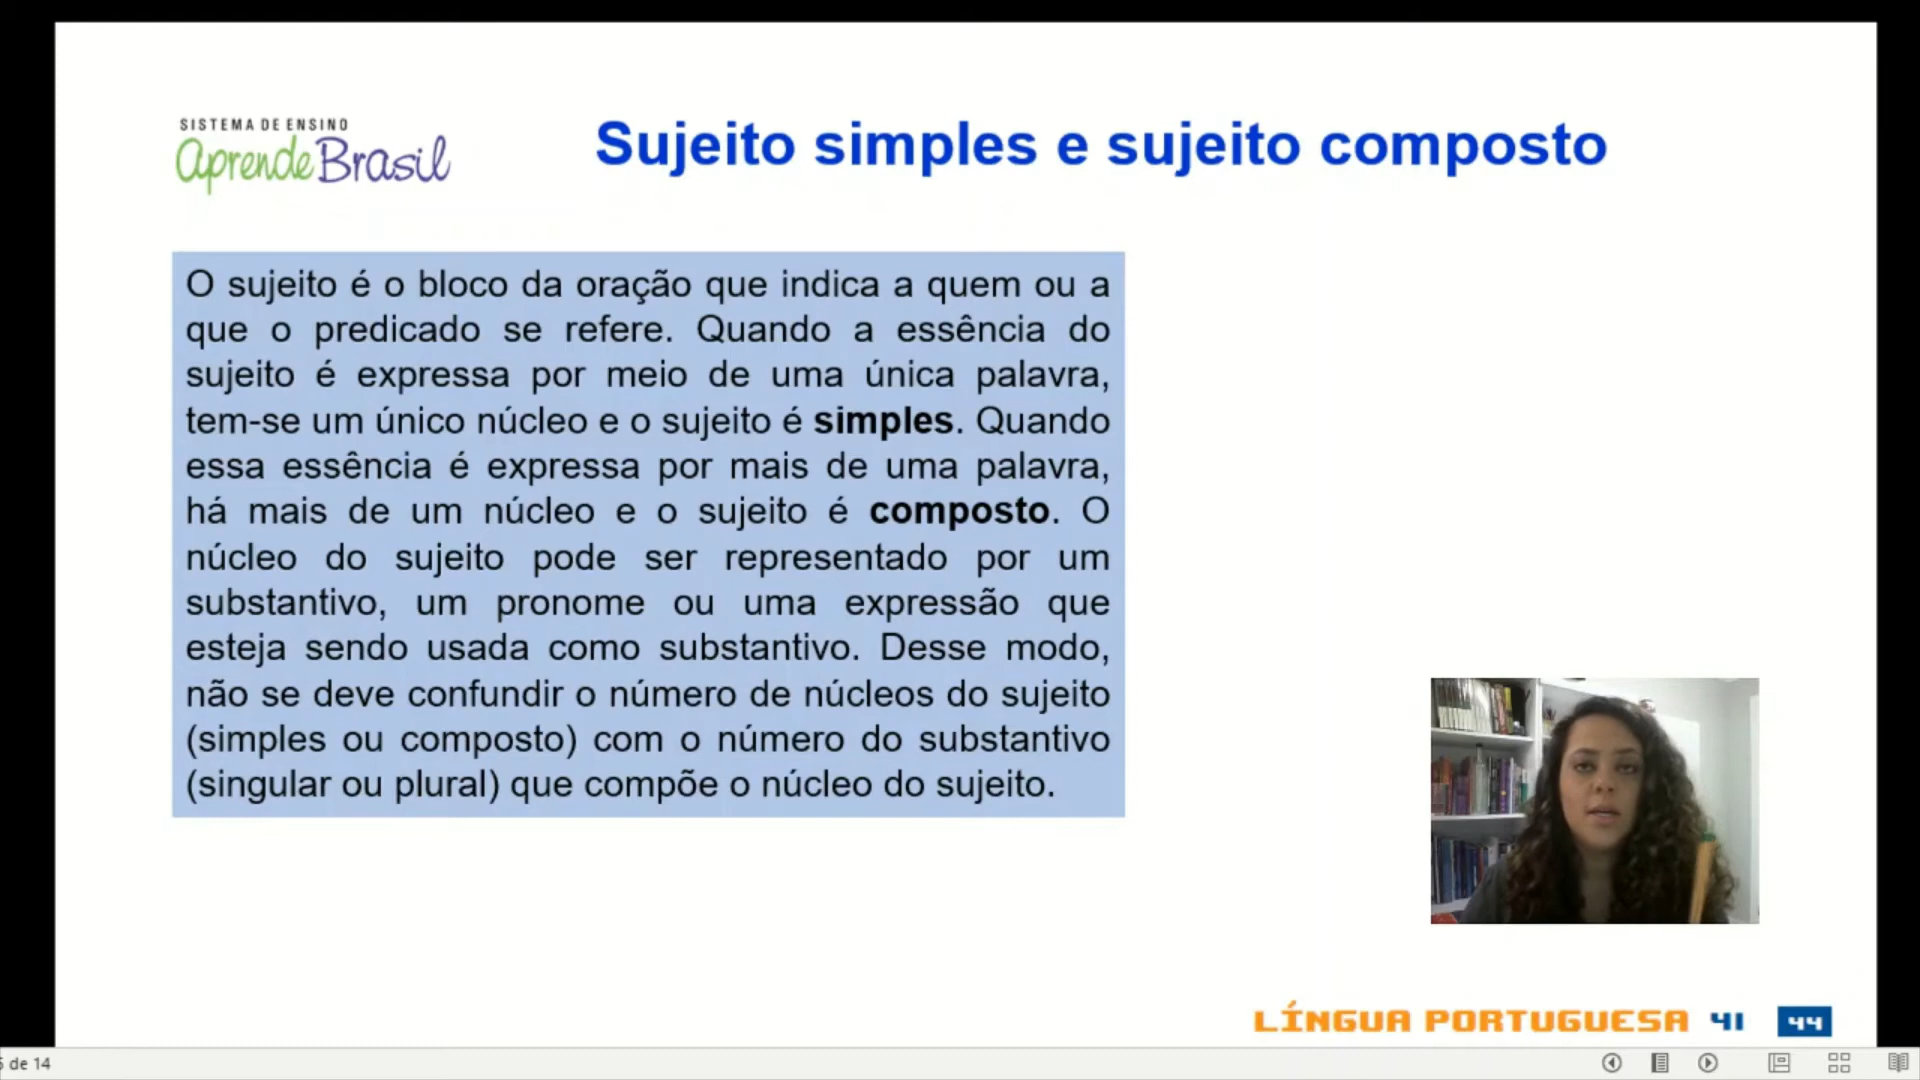 SISTEMA DE ENSINO
aprende Brasil
Sujeito simples e sujeito composto
O sujeito é o bloco da oração que indica a quem ou a
que o predicado se refere. Quando a essência do
sujeito é expressa por meio de uma única palavra,
tem-se um único núcleo e o sujeito é simples. Quando
essa essência é expressa por mais de uma palavra,
há mais de um núcleo e o sujeito é composto. O
núcleo do sujeito pode ser representado por um
substantivo, um pronome ou uma expressão que
esteja sendo usada como substantivo. Desse modo,
não se deve confundir o número de núcleos do sujeito
(simples ou composto) com o número do substantivo
(singular ou plural) que compõe o núcleo do sujeito.
LÍNGUA PORTUGUESA 41 44
de 14